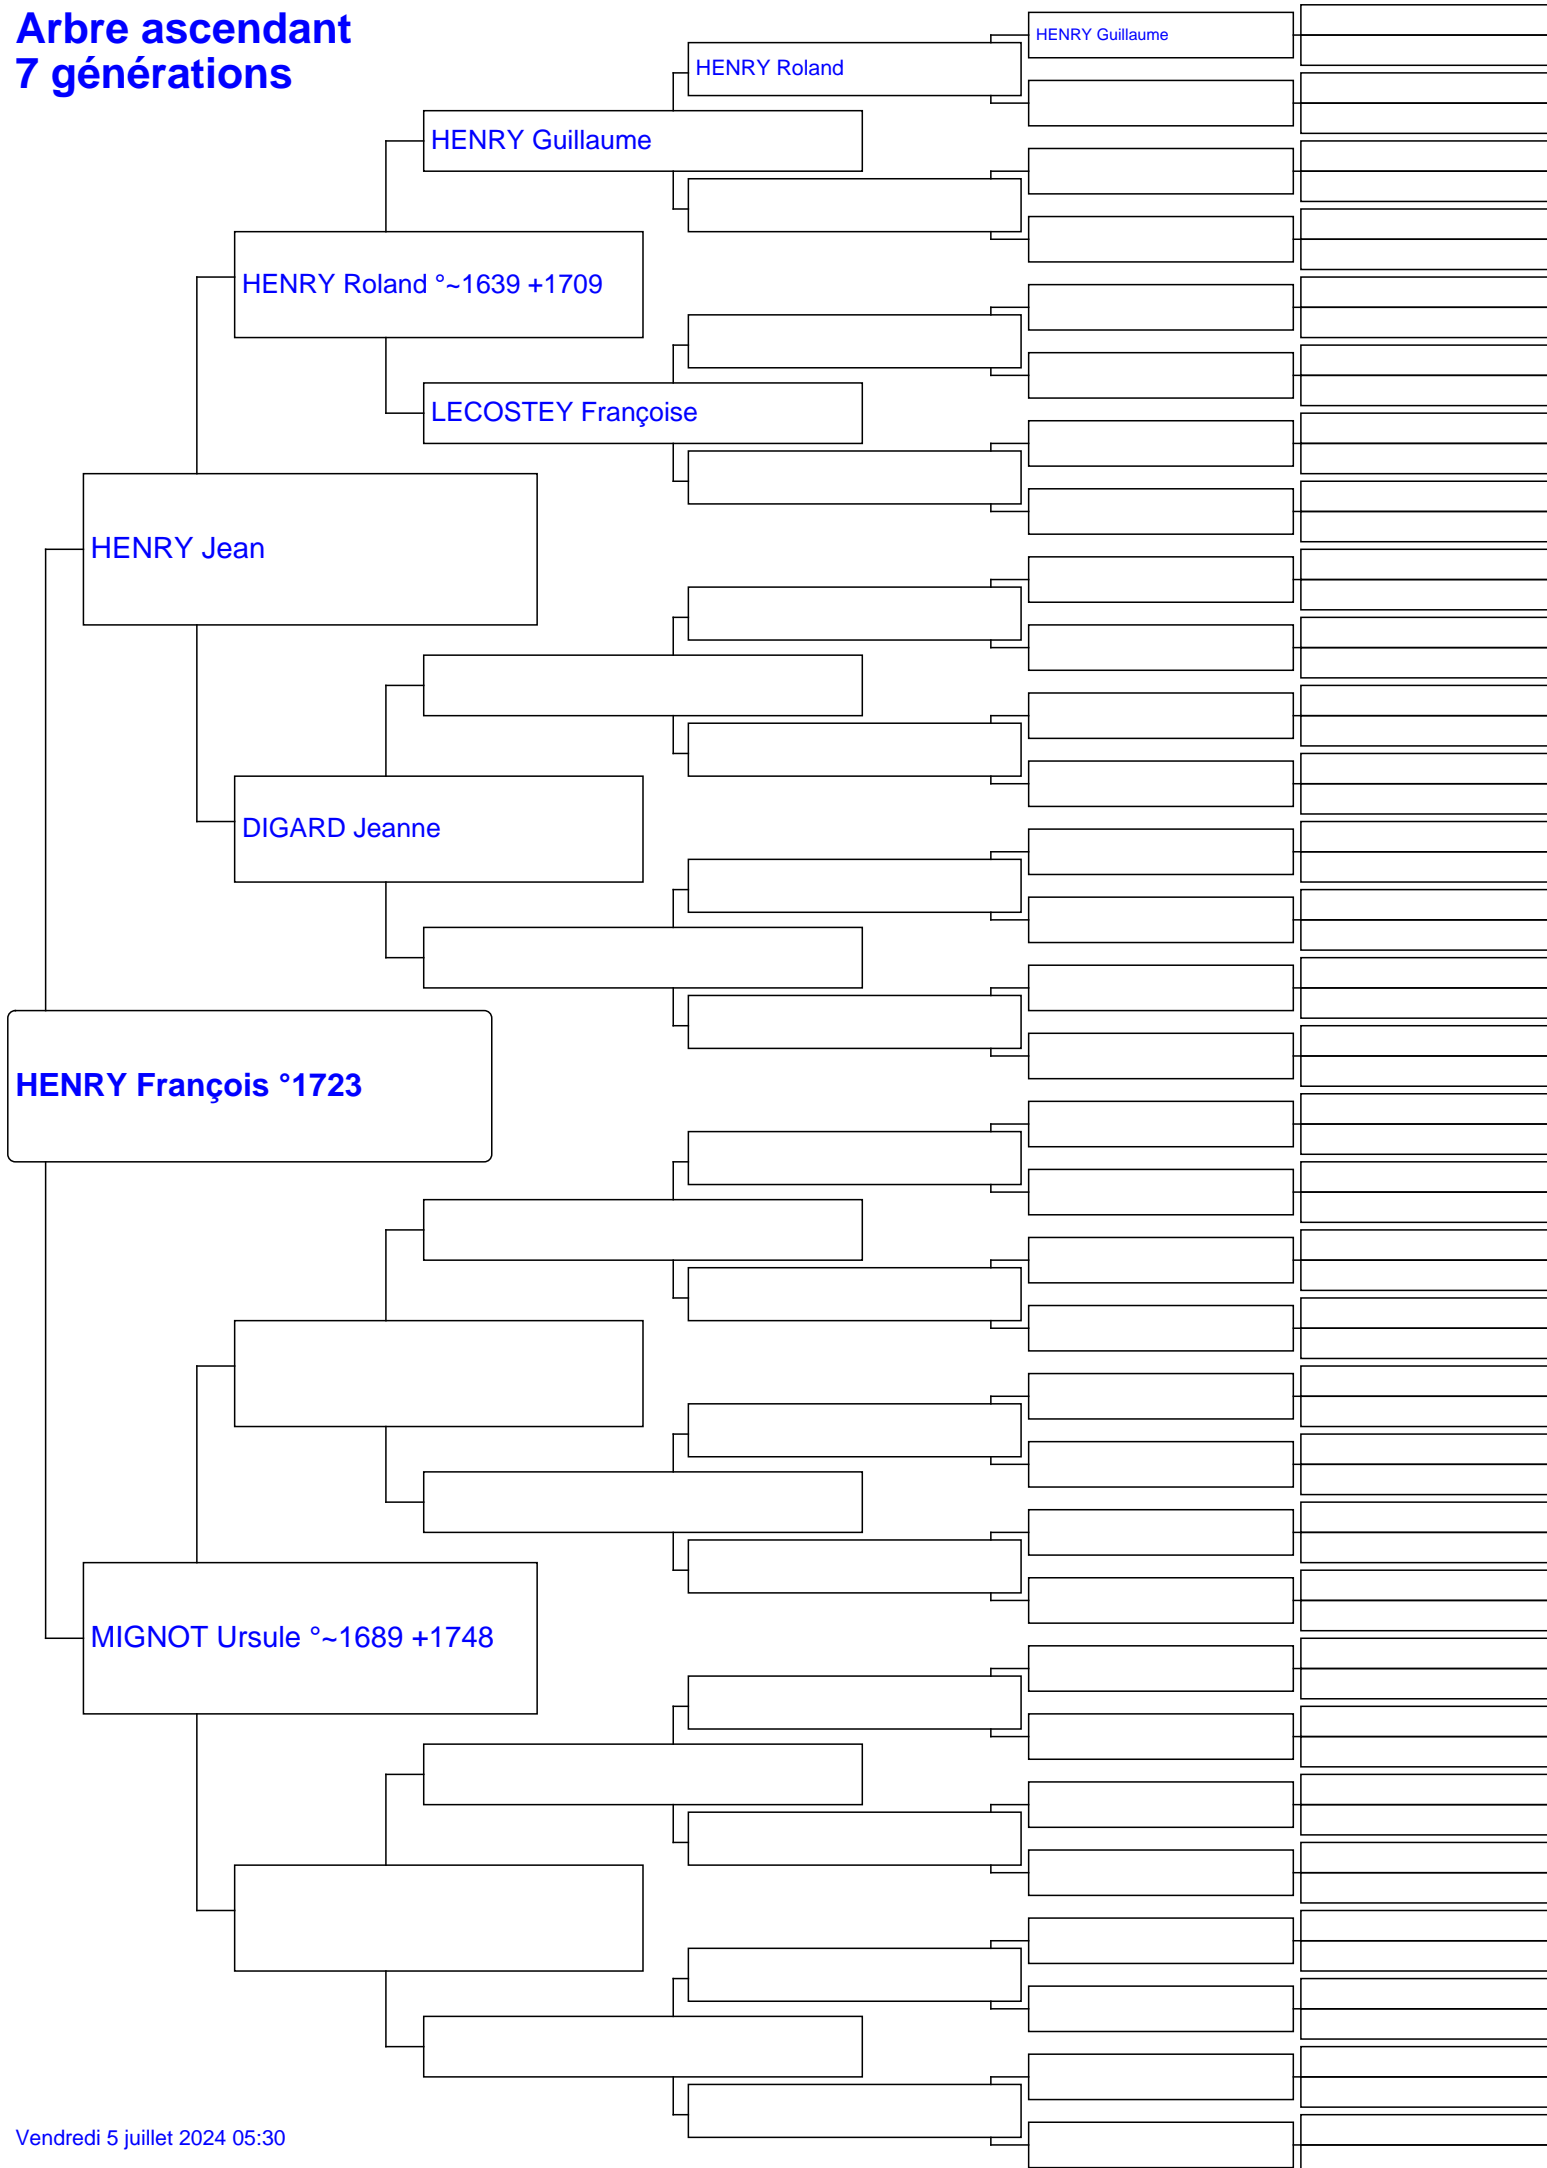 Arbre ascendant
7 générations
HENRY Guillaume
HENRY Roland
HENRY Guillaume
HENRY Roland °~1639 +1709
LECOSTEY Françoise
HENRY Jean
DIGARD Jeanne
HENRY François °1723
MIGNOT Ursule °~1689 +1748
Vendredi 5 juillet 2024 05:30